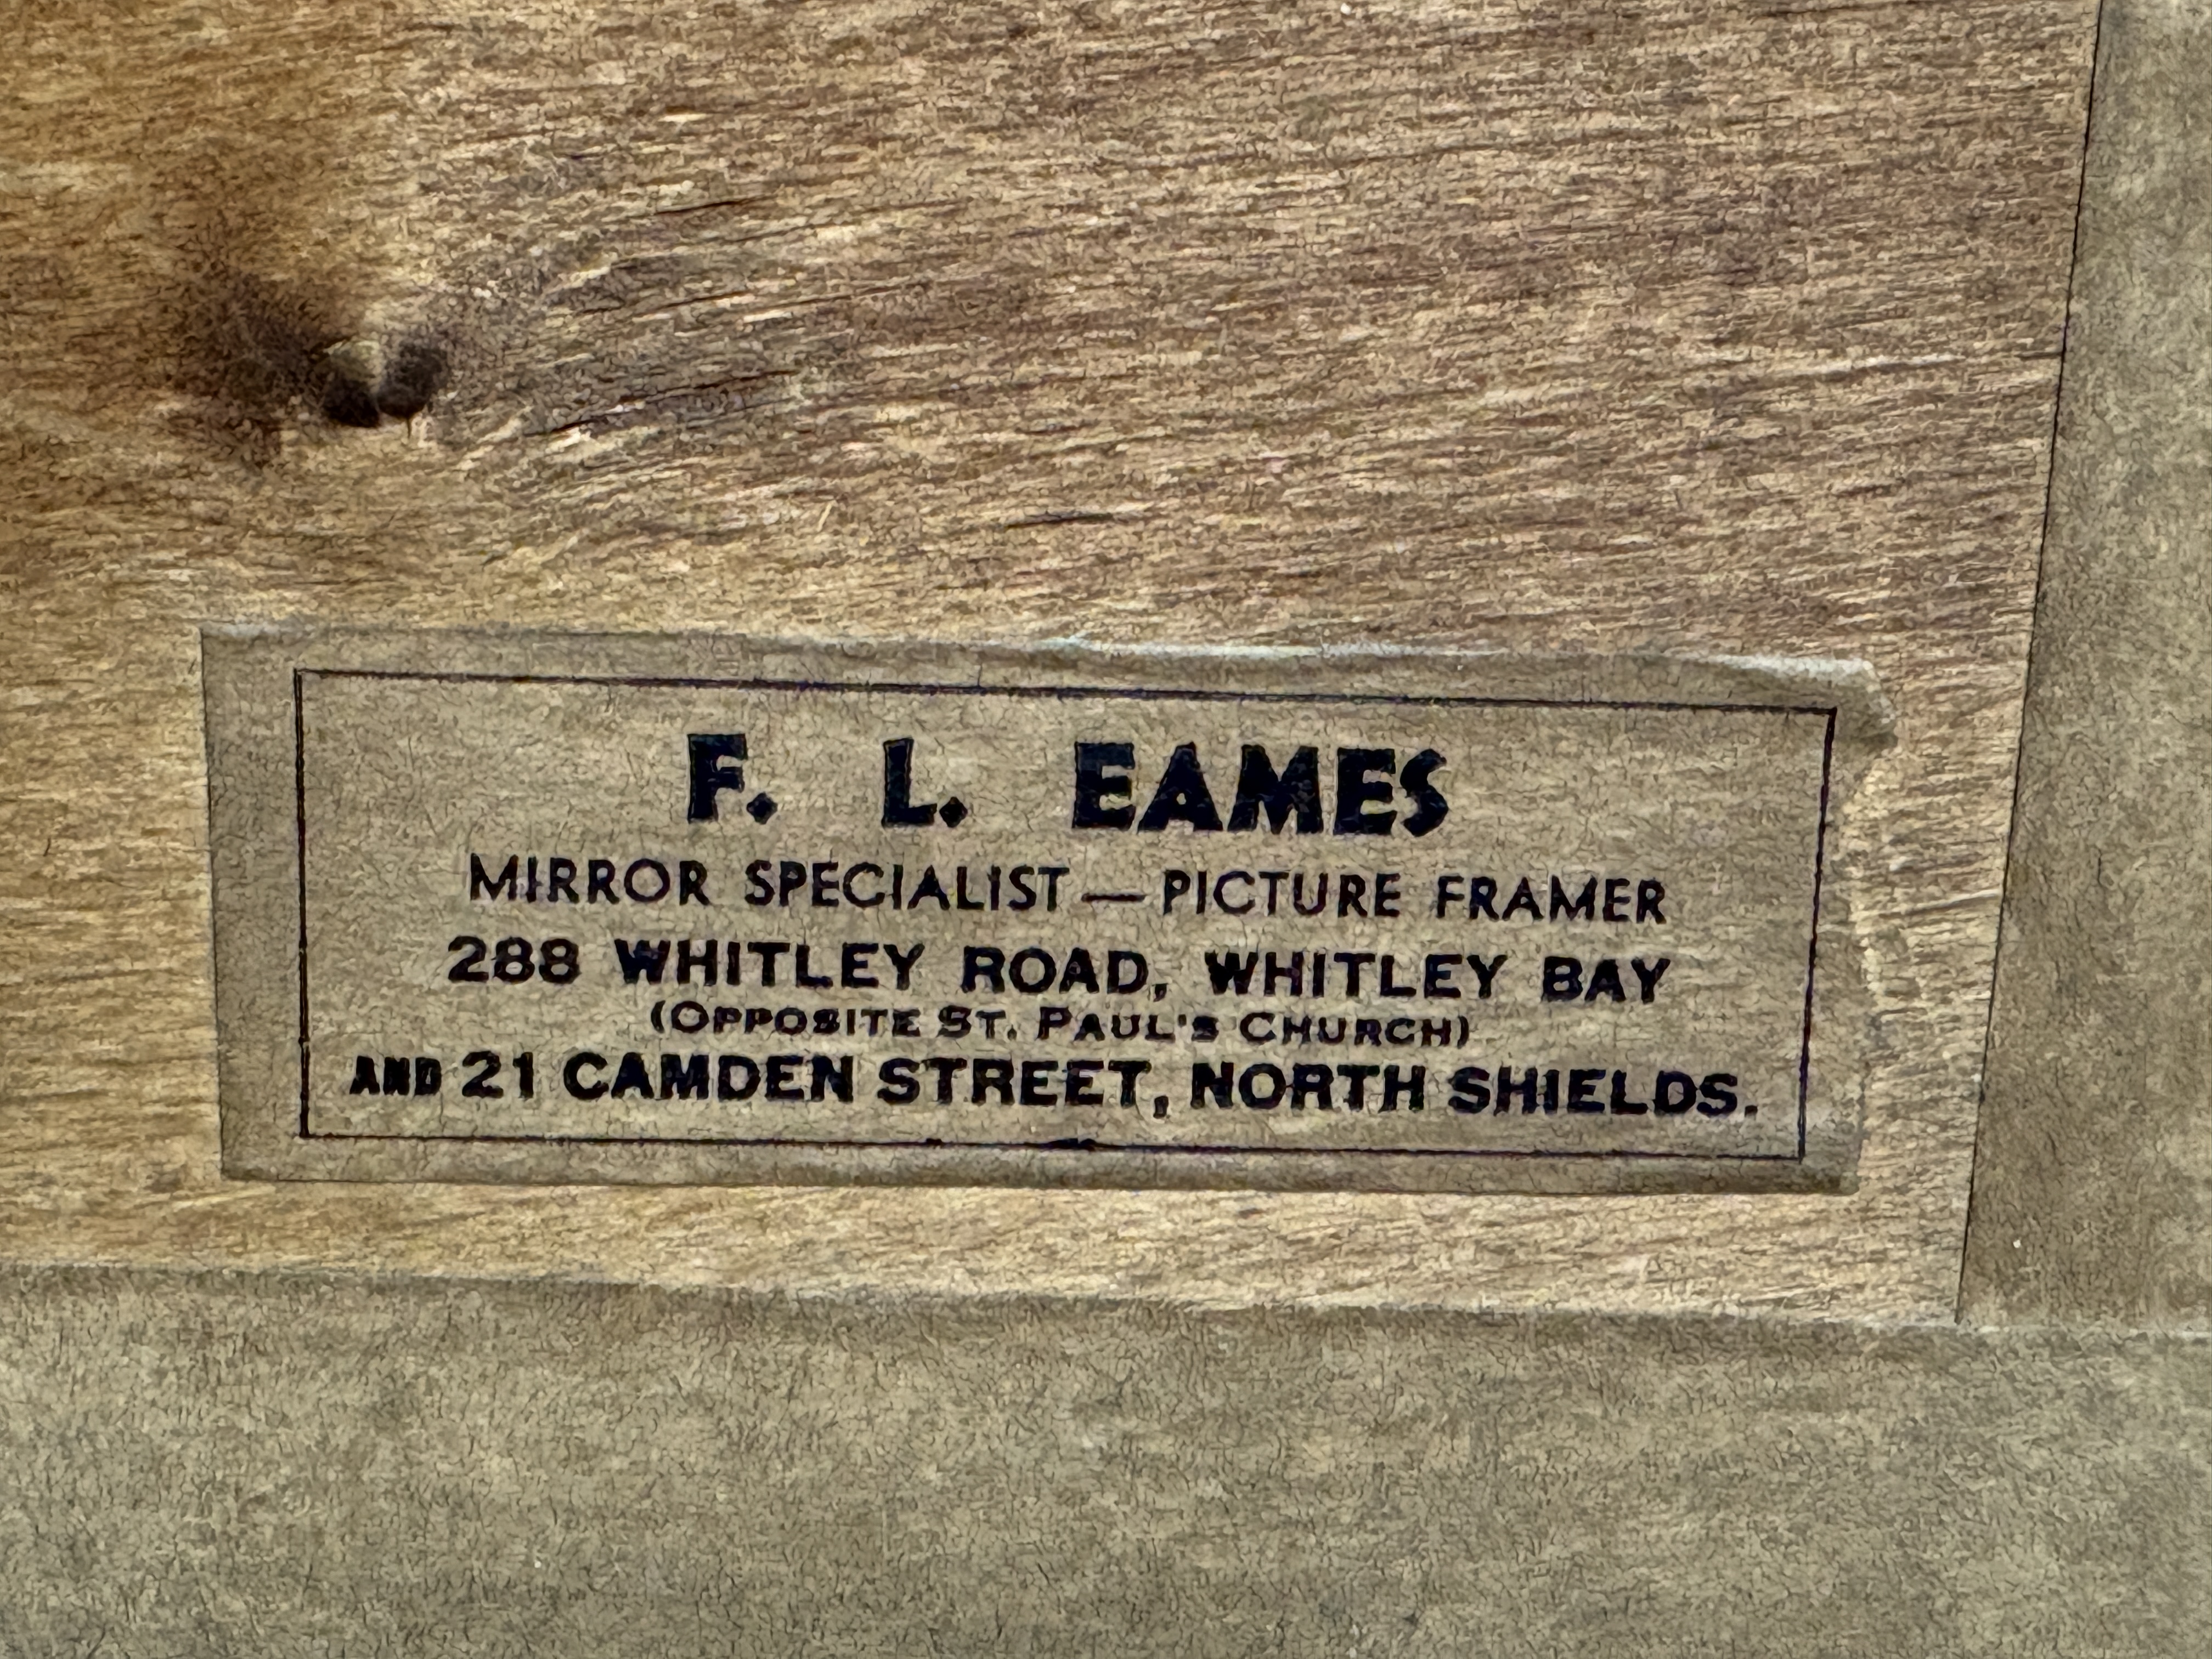 F. L. EAMES
MIRROR SPECIALIST — PICTURE FRAMER
288 WHITLEY ROAD, WHITLEY BAY
(OPPOSITE ST. PAUL'S CHURCH)
AND 21 CAMDEN STREET, NORTH SHIELDS.